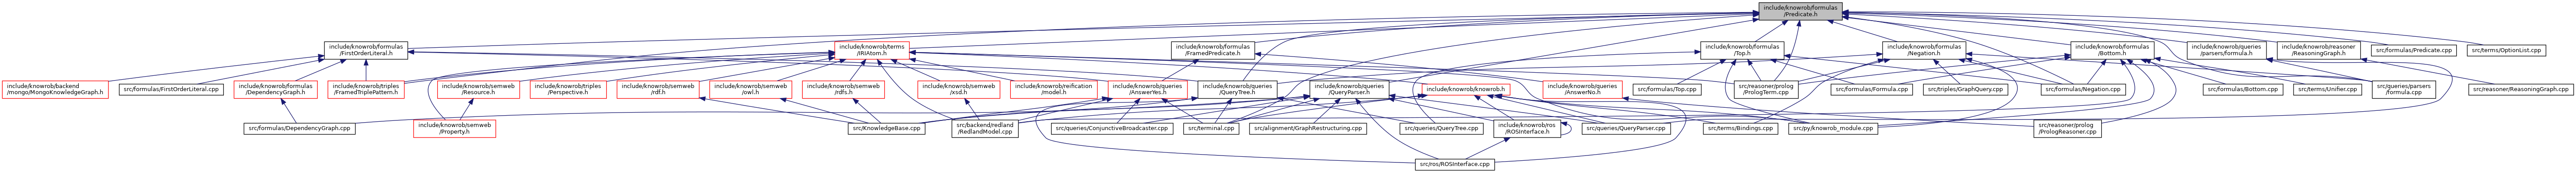 include/knowrob/formulas
/Predicate.h
include/knowrob/formulas
/FirstOrderLiteral.h
include/knowrob/terms
/IRIAtom.h
include/knowrob/formulas
/FramedPredicate.h
include/knowrob/formulas
/Top.h
include/knowrob/formulas
/Negation.h
include/knowrob/formulas
/Bottom.h
include/knowrob/queries
/parsers/formula.h
include/knowrob/reasoner
/ReasoningGraph.h
src/formulas/Predicate.cpp
src/terms/OptionList.cpp
include/knowrob/backend
/mongo/MongoKnowledgeGraph.h
src/formulas/FirstOrderLiteral.cpp
include/knowrob/formulas
/DependencyGraph.h
include/knowrob/triples
/FramedTriplePattern.h
include/knowrob/semweb
/Resource.h
include/knowrob/triples
/Perspective.h
include/knowrob/semweb
/rdf.h
include/knowrob/semweb
/owl.h
include/knowrob/semweb
/rdfs.h
include/knowrob/semweb
/xsd.h
include/knowrob/reification
/model.h
include/knowrob/queries
/AnswerYes.h
include/knowrob/queries
/QueryTree.h
include/knowrob/queries
/QueryParser.h
include/knowrob/knowrob.h
include/knowrob/queries
/AnswerNo.h
src/formulas/Top.cpp
src/reasoner/prolog
/PrologTerm.cpp
src/formulas/Formula.cpp
src/triples/GraphQuery.cpp
src/formulas/Negation.cpp
src/formulas/Bottom.cpp
src/terms/Unifier.cpp
src/queries/parsers
/formula.cpp
src/reasoner/ReasoningGraph.cpp
src/formulas/DependencyGraph.cpp
include/knowrob/semweb
/Property.h
src/KnowledgeBase.cpp
src/backend/redland
/RedlandModel.cpp
src/queries/ConjunctiveBroadcaster.cpp
src/terminal.cpp
src/alignment/GraphRestructuring.cpp
src/queries/QueryTree.cpp
include/knowrob/ros
/ROSInterface.h
src/queries/QueryParser.cpp
src/terms/Bindings.cpp
src/py/knowrob_module.cpp
src/reasoner/prolog
/PrologReasoner.cpp
src/ros/ROSInterface.cpp